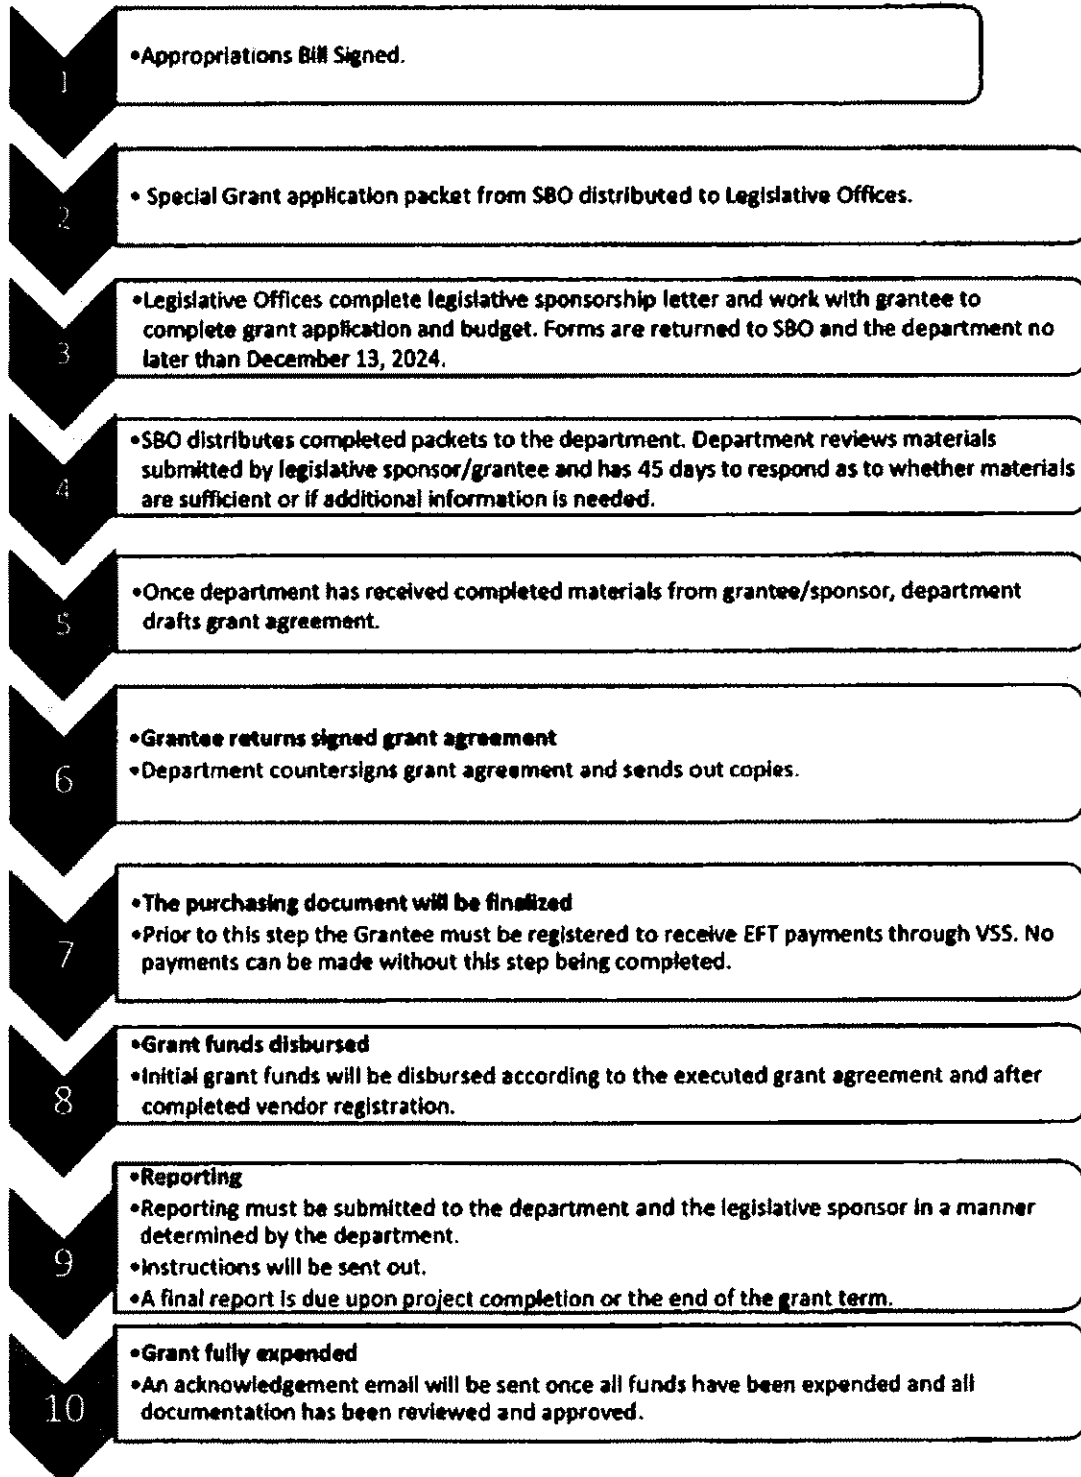 1
•Appropriations Bill Signed.
2
• Special Grant application packet from SBO distributed to Legislative Offices.
3
•Legislative Offices complete legislative sponsorship letter and work with grantee to
complete grant application and budget. Forms are returned to SBO and the department no
later than December 13, 2024.
4
•SBO distributes completed packets to the department. Department reviews materials
submitted by legislative sponsor/grantee and has 45 days to respond as to whether materials
are sufficient or if additional information is needed.
5
•Once department has received completed materials from grantee/sponsor, department
drafts grant agreement.
6
•Grantee returns signed grant agreement
•Department countersigns grant agreement and sends out copies.
7
•The purchasing document will be finalized
•Prior to this step the Grantee must be registered to receive EFT payments through VSS. No
payments can be made without this step being completed.
8
•Grant funds disbursed
•Initial grant funds will be disbursed according to the executed grant agreement and after
completed vendor registration.
9
•Reporting
•Reporting must be submitted to the department and the legislative sponsor in a manner
determined by the department.
•Instructions will be sent out.
•A final report is due upon project completion or the end of the grant term.
10
•Grant fully expended
•An acknowledgement email will be sent once all funds have been expended and all
documentation has been reviewed and approved.